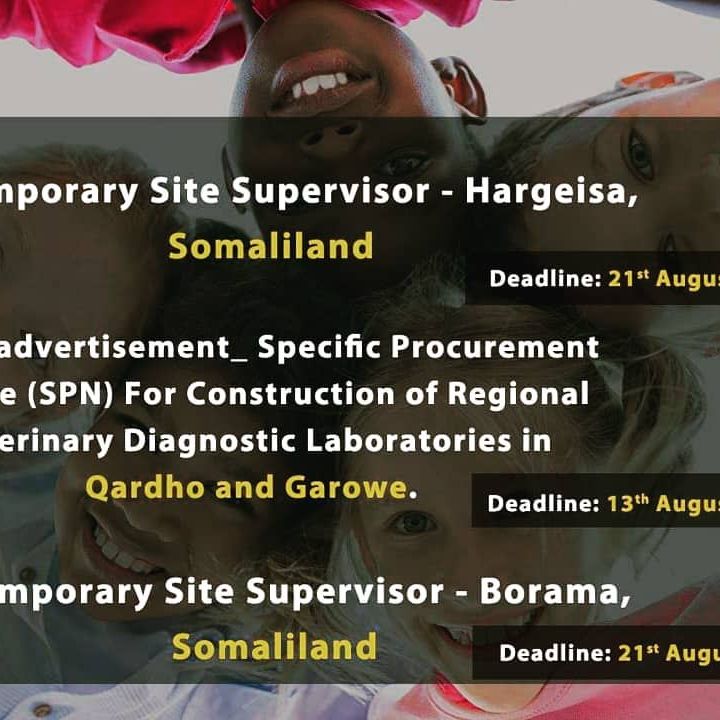 mporary Site Supervisor - Hargeisa,
Somaliland
Deadline: 21st Augus
advertisement_ Specific Procurement
e (SPN) For Construction of Regional
erinary Diagnostic Laboratories in
Qardho and Garowe.
Deadline: 13th Augus
mporary Site Supervisor - Borama,
Somaliland
Deadline: 21st Augu